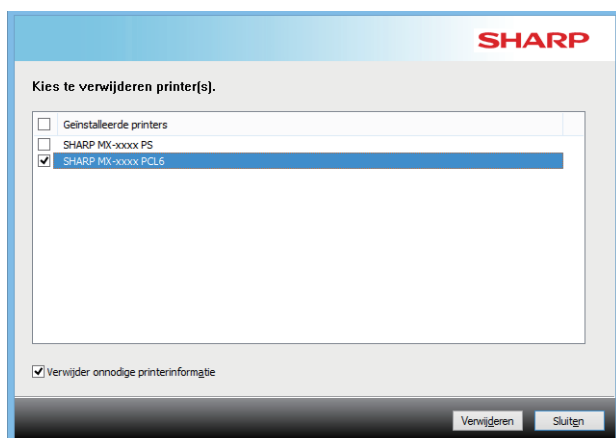 SHARP
Kies te verwijderen printer(s).
Geïnstalleerde printers
SHARP MX-xxxx PS
SHARP MX-xxxx PCL6
Verwijder onnodige printerinformatie
Verwijderen Sluiten